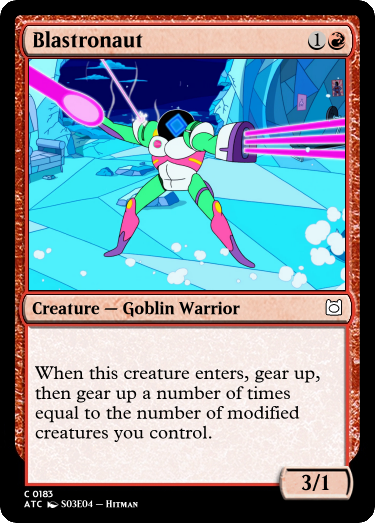 Blastronaut 1
Creature — Goblin Warrior
When this creature enters, gear up,
then gear up a number of times
equal to the number of modified
creatures you control.
3/1
C 0183
ATC S03E04 — Hitman